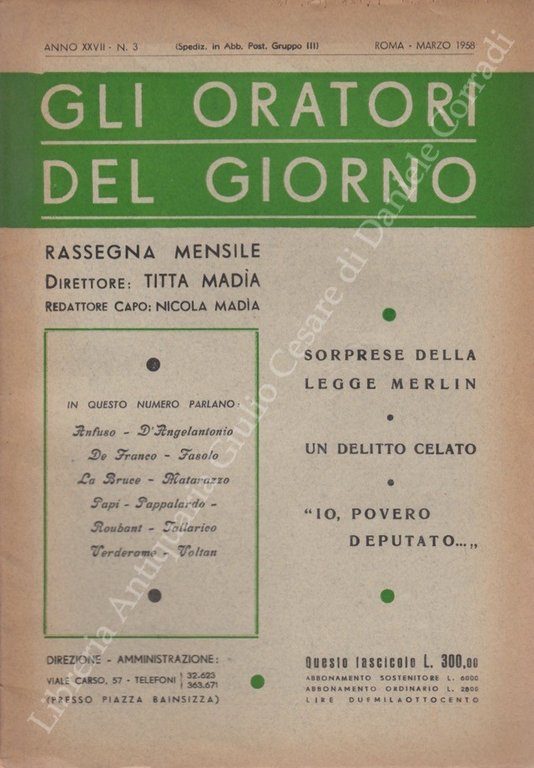 ANNO XXVII - N. 3 (Spediz. in Abb. Post. Gruppo III) ROMA - MARZO 1958
GLI ORATORI
DEL GIORNO
RASSEGNA MENSILE
DIRETTORE: TITTA MADÌA
REDATTORE CAPO: NICOLA MADÌA
IN QUESTO NUMERO PARLANO:
Anfuso - D'Angelantonio
De Franco - Fasolo
La Bruce - Matarazzo
Papi - Pappalardo -
Roubant - Tallarico
Verderame - Voltan
SORPRESE DELLA
LEGGE MERLIN
UN DELITTO CELATO
"IO, POVERO
DEPUTATO...„
DIREZIONE - AMMINISTRAZIONE:
VIALE CARSO, 57 - TELEFONI 32.623
363.671
(PRESSO PIAZZA BAINSIZZA)
Questo fascicolo L. 300,00
ABBONAMENTO SOSTENITORE L. 6000
ABBONAMENTO ORDINARIO L. 2800
LIRE DUEMILAOTTOCENTO
Libreria Antiquaria Giulio Cesare di Daniele Corradi